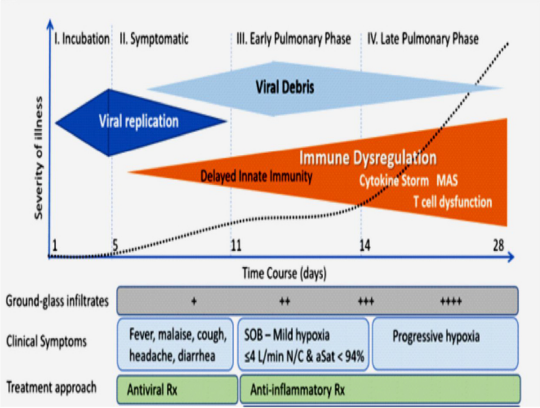 I. Incubation
II. Symptomatic
III. Early Pulmonary Phase
IV. Late Pulmonary Phase
Severity of illness
Viral Debris
Viral replication
Immune Dysregulation
Delayed Innate Immunity
Cytokine Storm MAS
T cell dysfunction
1 5 11 14 28
Time Course (days)
Ground-glass infiltrates + ++ +++ ++++
Clinical Symptoms
Fever, malaise, cough,
headache, diarrhea
SOB – Mild hypoxia
≤4 L/min N/C & aSat < 94%
Progressive hypoxia
Treatment approach
Antiviral Rx
Anti-inflammatory Rx